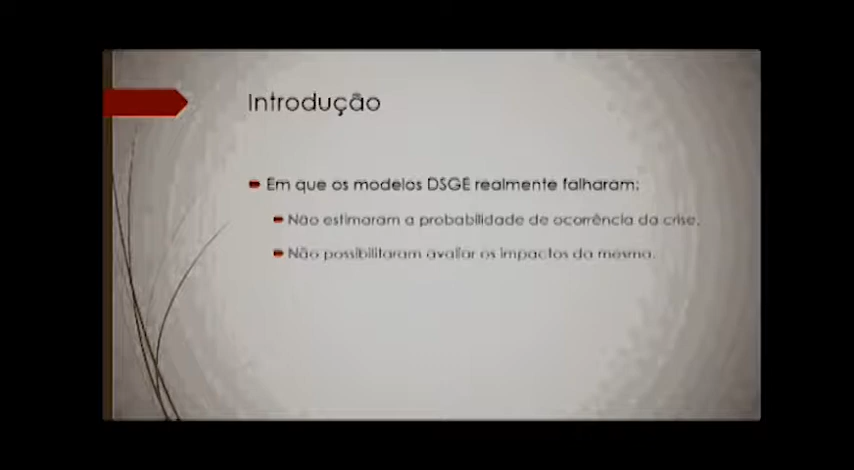 Introdução
Em que os modelos DSGE realmente falharam:
Não estimaram a probabilidade de ocorrência da crise.
Não possibilitaram avaliar os impactos da mesma.